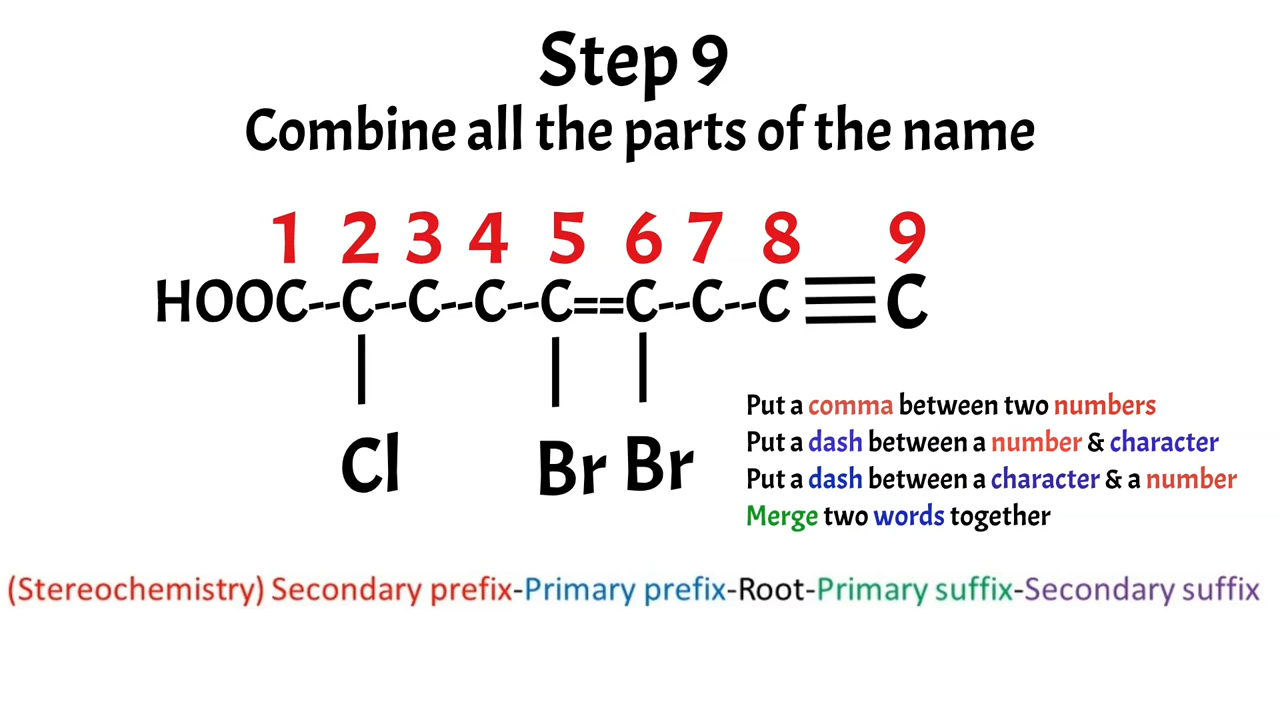 Step 9
Combine all the parts of the name
1 2 3 4 5 6 7 8 9
HOOC--C--C--C--C==C--C--C≡C
| | |
Cl Br Br
Put a comma between two numbers
Put a dash between a number & character
Put a dash between a character & a number
Merge two words together
(Stereochemistry) Secondary prefix-Primary prefix-Root-Primary suffix-Secondary suffix